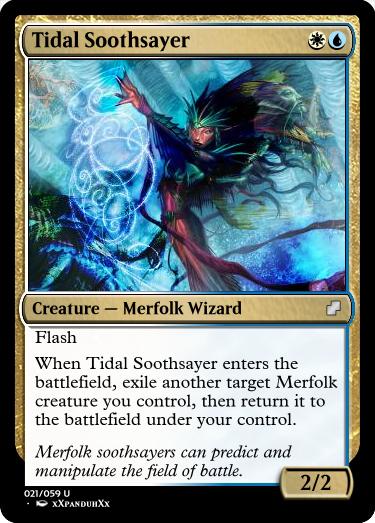 Tidal Soothsayer
Creature — Merfolk Wizard
Flash
When Tidal Soothsayer enters the
battlefield, exile another target Merfolk
creature you control, then return it to
the battlefield under your control.
Merfolk soothsayers can predict and
manipulate the field of battle.
2/2
021/059 U
· xXPanduhXx